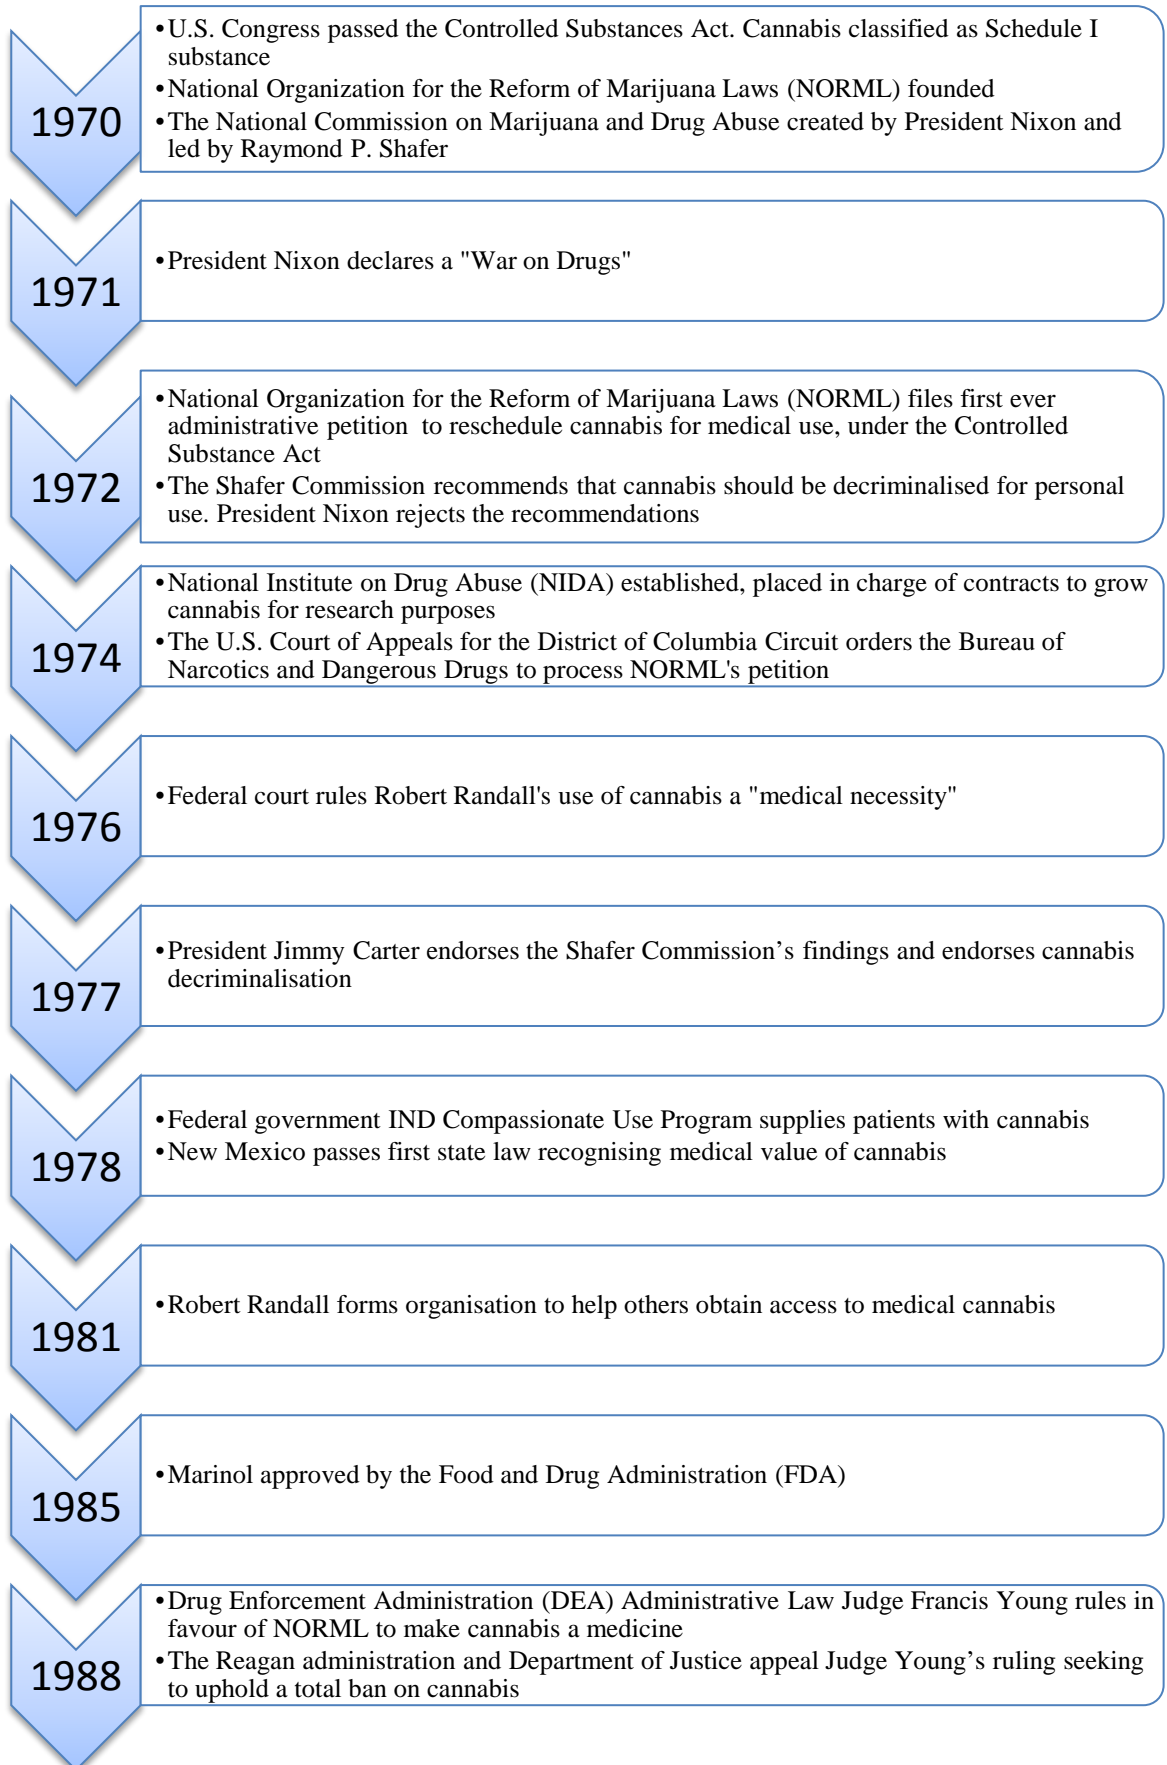 1970
•U.S. Congress passed the Controlled Substances Act. Cannabis classified as Schedule I
substance
•National Organization for the Reform of Marijuana Laws (NORML) founded
•The National Commission on Marijuana and Drug Abuse created by President Nixon and
led by Raymond P. Shafer
1971
•President Nixon declares a "War on Drugs"
1972
•National Organization for the Reform of Marijuana Laws (NORML) files first ever
administrative petition to reschedule cannabis for medical use, under the Controlled
Substance Act
•The Shafer Commission recommends that cannabis should be decriminalised for personal
use. President Nixon rejects the recommendations
1974
•National Institute on Drug Abuse (NIDA) established, placed in charge of contracts to grow
cannabis for research purposes
•The U.S. Court of Appeals for the District of Columbia Circuit orders the Bureau of
Narcotics and Dangerous Drugs to process NORML's petition
1976
•Federal court rules Robert Randall's use of cannabis a "medical necessity"
1977
•President Jimmy Carter endorses the Shafer Commission’s findings and endorses cannabis
decriminalisation
1978
•Federal government IND Compassionate Use Program supplies patients with cannabis
•New Mexico passes first state law recognising medical value of cannabis
1981
•Robert Randall forms organisation to help others obtain access to medical cannabis
1985
•Marinol approved by the Food and Drug Administration (FDA)
1988
•Drug Enforcement Administration (DEA) Administrative Law Judge Francis Young rules in
favour of NORML to make cannabis a medicine
•The Reagan administration and Department of Justice appeal Judge Young’s ruling seeking
to uphold a total ban on cannabis